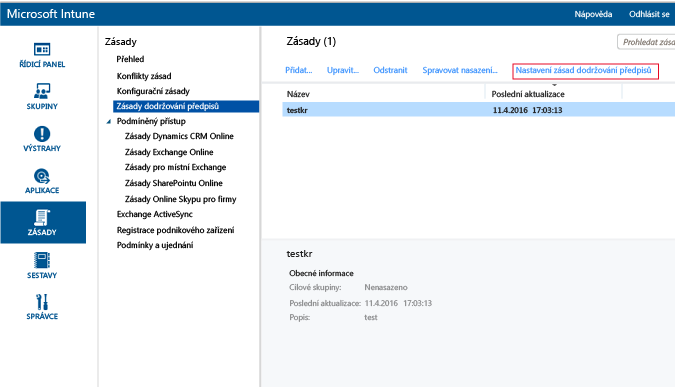 Microsoft Intune
Nápověda
Odhlásit se
ŘÍDICÍ PANEL
SKUPINY
VÝSTRAHY
APLIKACE
ZÁSADY
SESTAVY
SPRÁVCE
Zásady
Přehled
Konflikty zásad
Konfigurační zásady
Zásady dodržování předpisů
Podmíněný přístup
Zásady Dynamics CRM Online
Zásady Exchange Online
Zásady pro místní Exchange
Zásady SharePointu Online
Zásady Online Skypu pro firmy
Exchange ActiveSync
Registrace podnikového zařízení
Podmínky a ujednání
Zásady (1)
Prohledat zása
Přidat... Upravit... Odstranit Spravovat nasazení... Nastavení zásad dodržování předpisů
Název Poslední aktualizace
testkr 11.4.2016 17:03:13
testkr
Obecné informace
Cílové skupiny: Nenasazeno
Poslední aktualizace: 11.4.2016 17:03:13
Popis: test